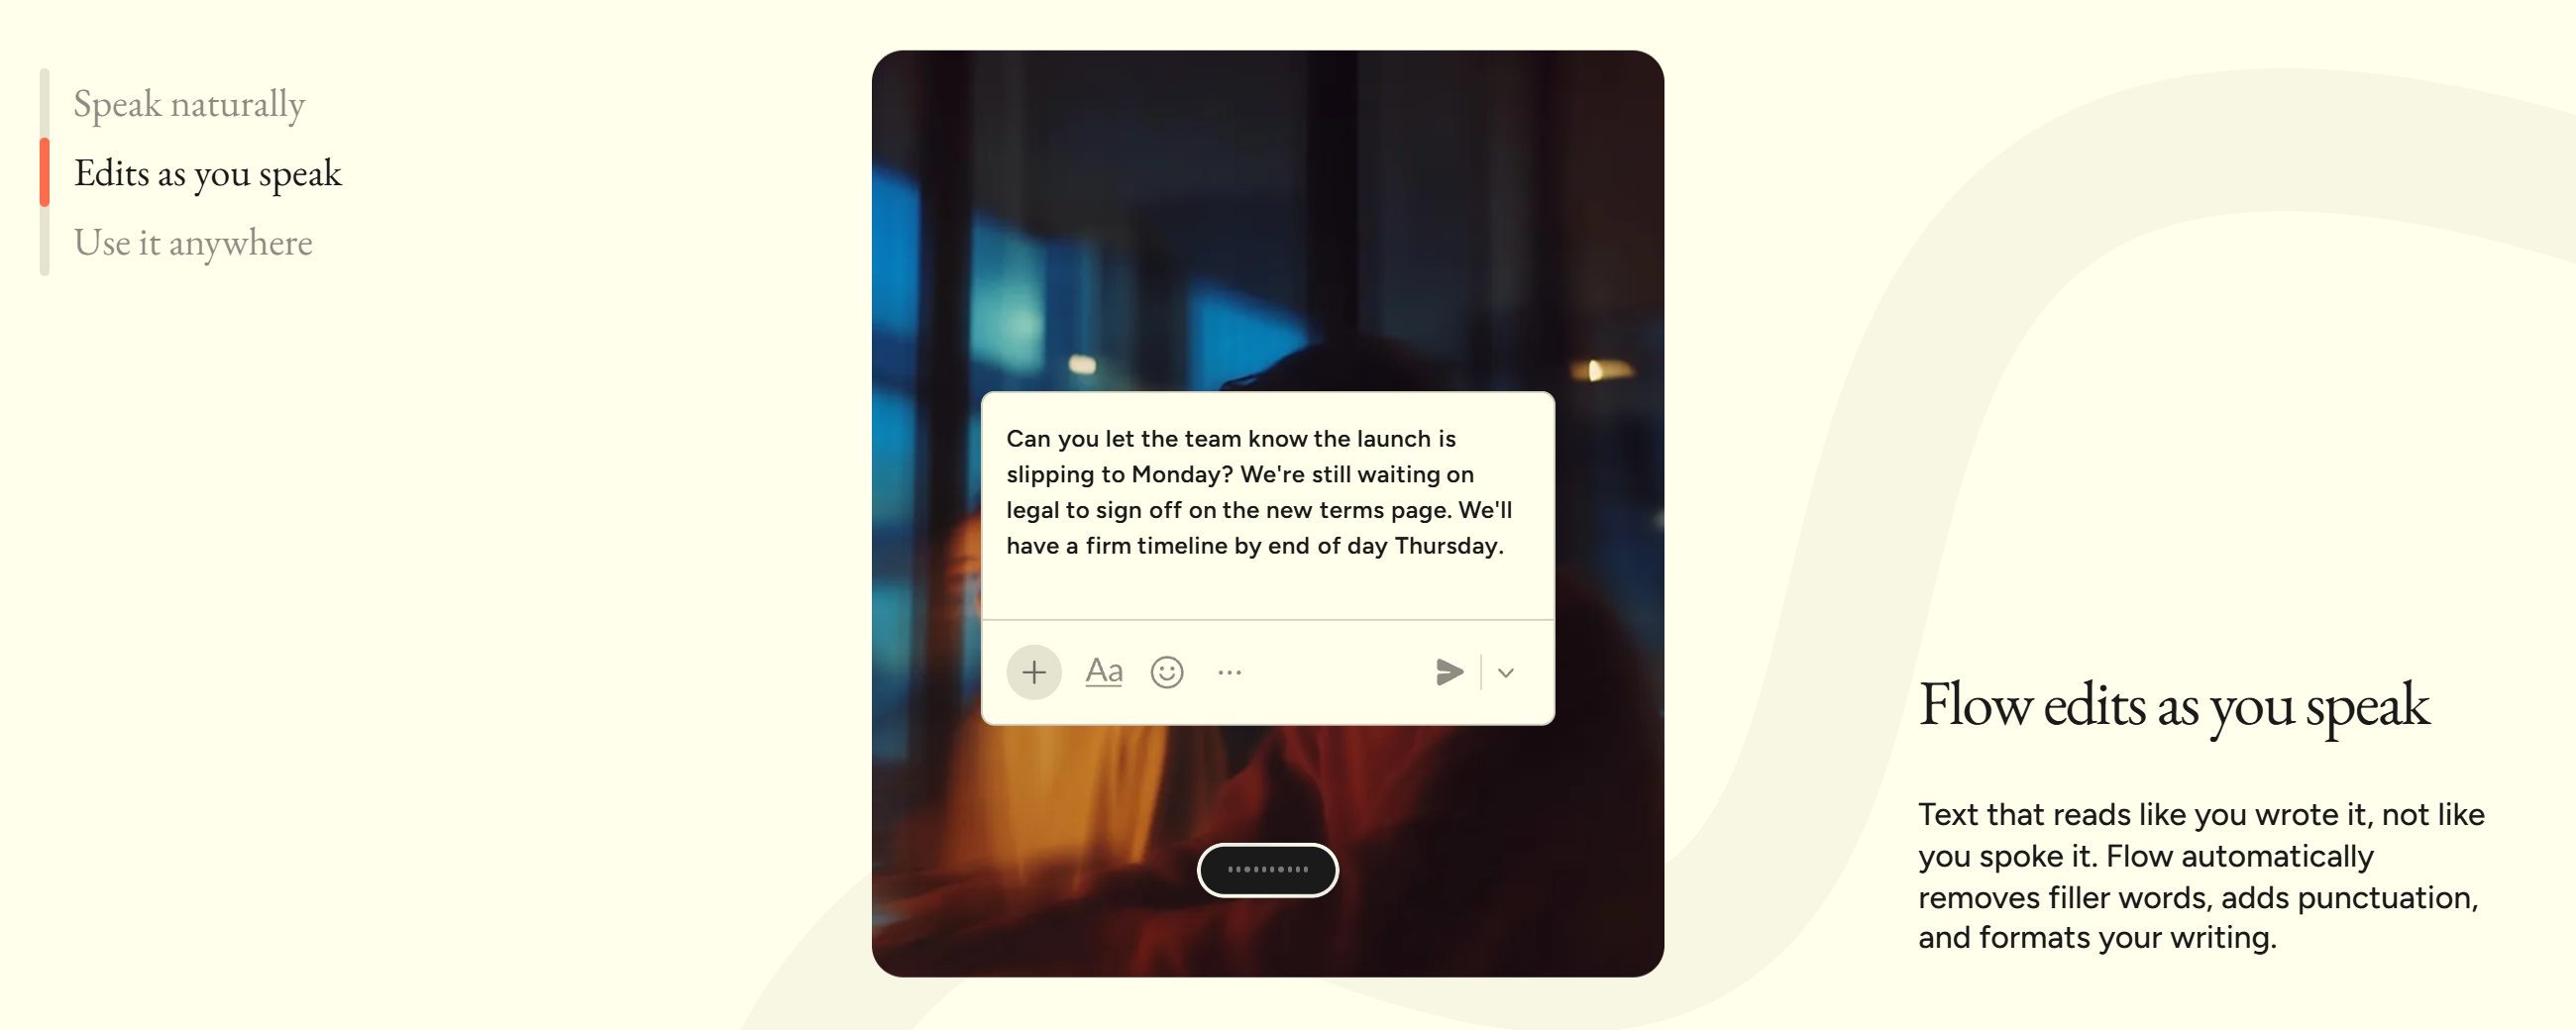 Speak naturally
Edits as you speak
Use it anywhere
Can you let the team know the launch is
slipping to Monday? We're still waiting on
legal to sign off on the new terms page. We'll
have a firm timeline by end of day Thursday.
Aa
Flow edits as you speak
Text that reads like you wrote it, not like
you spoke it. Flow automatically
removes filler words, adds punctuation,
and formats your writing.